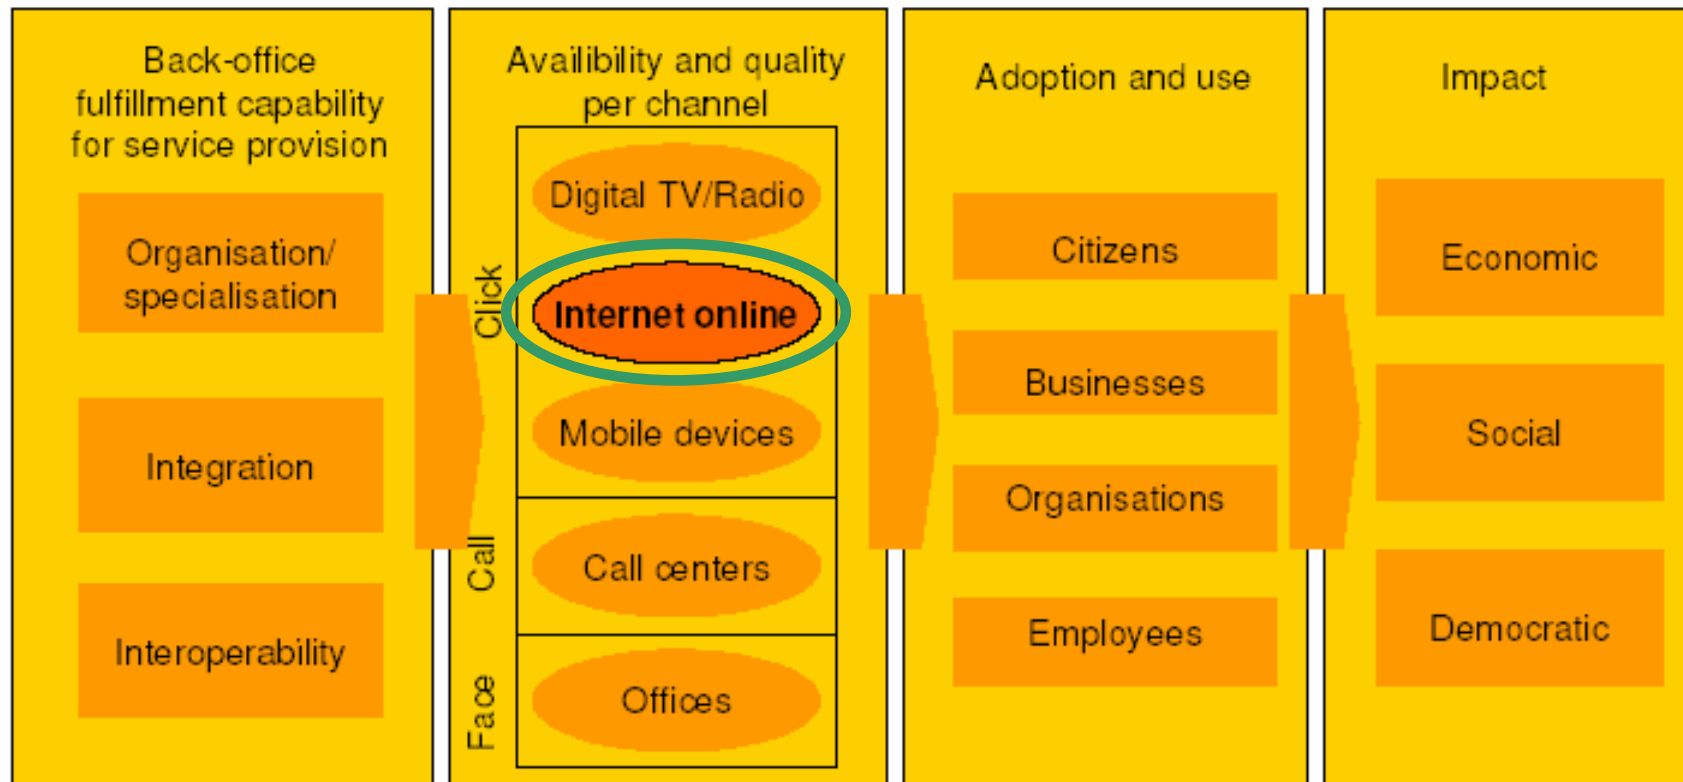 Back-office
fulfillment capability
for service provision
Organisation/
specialisation
Integration
Interoperability
Availibility and quality
per channel
Click
Digital TV/Radio
Internet online
Mobile devices
Call
Call centers
Face
Offices
Adoption and use
Citizens
Businesses
Organisations
Employees
Impact
Economic
Social
Democratic